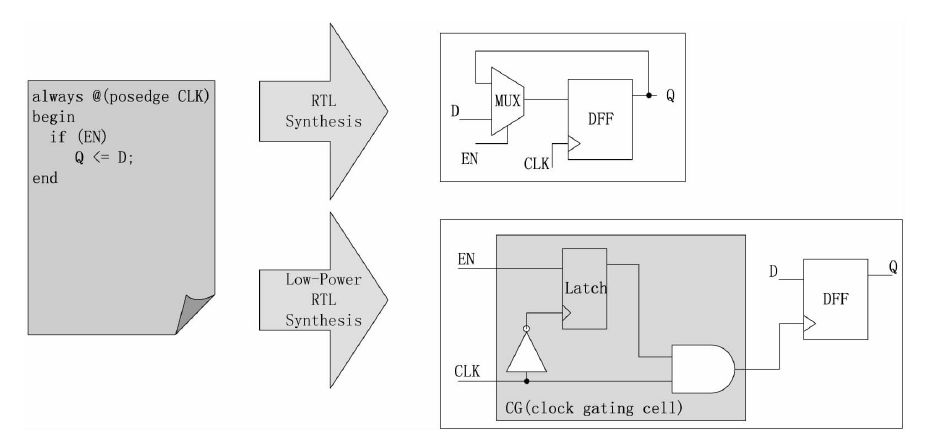 always @(posedge CLK)
begin
if (EN)
Q <= D;
end
RTL
Synthesis
D
MUX
EN
CLK
DFF
Q
Low-Power
RTL
Synthesis
EN
Latch
CLK
CG(clock gating cell)
D
DFF
Q